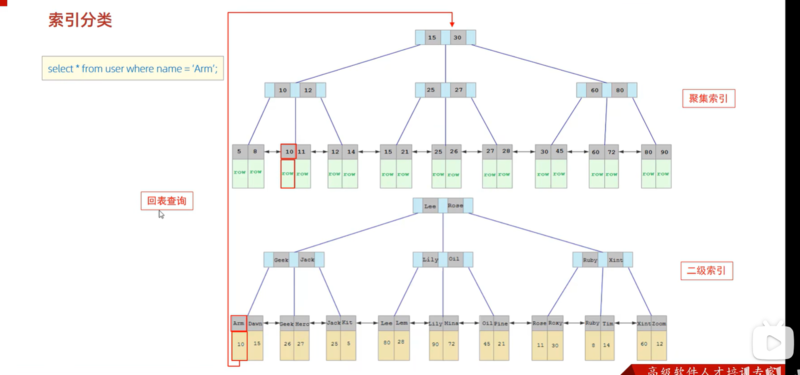 索引分类
select * from user where name = 'Arm';
15 30
10 12
25 27
60 80
聚集索引
5 8 10 11 12 14 15 21 25 26 27 28 30 45 60 72 80 90
row row row row row row row row row row row row row row row row row row
回表查询
Lee Rose
Geek Jack
Lily Oil
Ruby Xint
二级索引
Arm Dawn Geek Hero Jack Kit Lee Lem Lily Mina Oil Pine Rose Roxy Ruby Tim Xint Zoom
10 15 26 27 25 5 80 28 90 72 45 21 11 30 8 14 60 12
高级软件人才培训专家